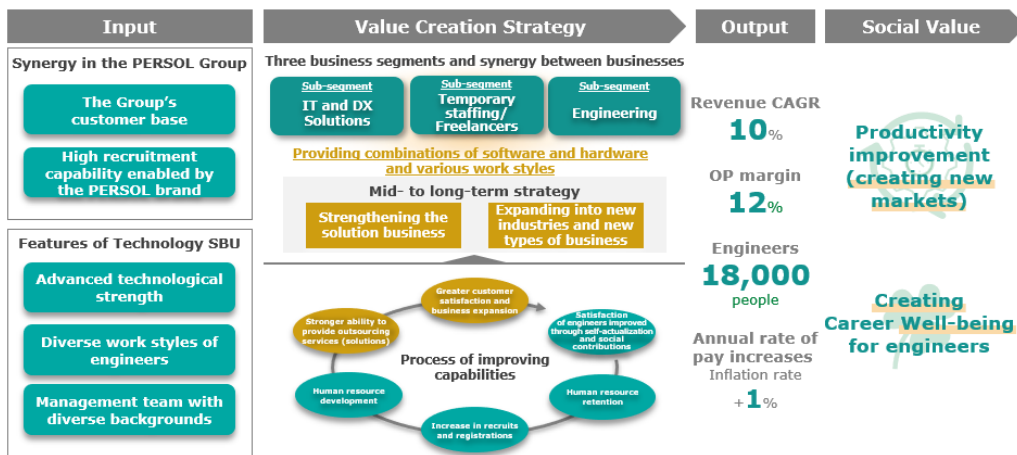 Input
Value Creation Strategy
Output
Social Value
Synergy in the PERSOL Group
The Group's
customer base
High recruitment
capability enabled by
the PERSOL brand
Features of Technology SBU
Advanced technological
strength
Diverse work styles of
engineers
Management team with
diverse backgrounds
Three business segments and synergy between businesses
Sub-segment
IT and DX
Solutions
Sub-segment
Temporary
staffing/
Freelancers
Sub-segment
Engineering
Providing combinations of software and hardware
and various work styles
Mid- to long-term strategy
Strengthening the
solution business
Expanding into new
industries and new
types of business
Greater customer
satisfaction and
business expansion
Stronger ability to
provide outsourcing
services (solutions)
Satisfaction
of engineers improved
through self-actualization
and social
contributions
Process of improving
capabilities
Human resource
development
Human resource
retention
Increase in recruits
and registrations
Revenue CAGR
10%
OP margin
12%
Engineers
18,000
people
Annual rate of
pay increases
Inflation rate
+1%
Productivity
improvement
(creating new
markets)
Creating
Career Well-being
for engineers